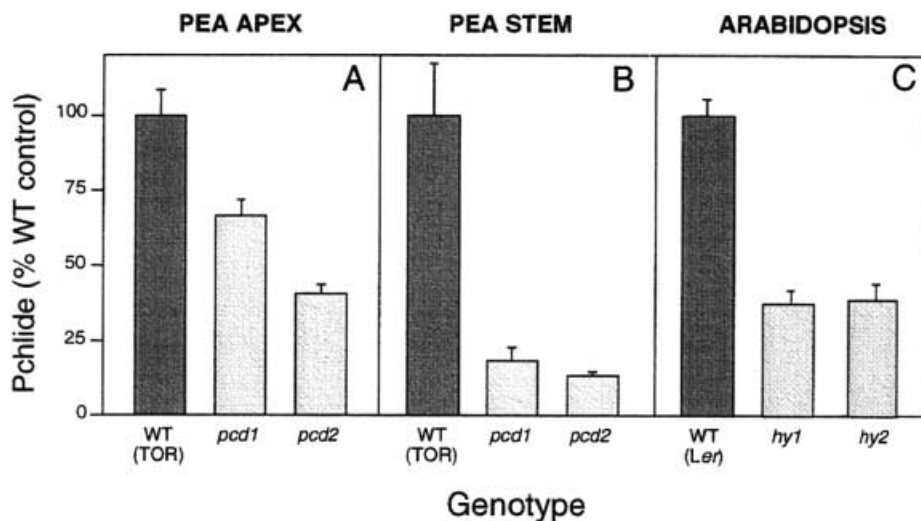 PEA APEX PEA STEM ARABIDOPSIS
A B C
Pchlide (% WT control)
100
75
50
25
0
WT pcd1 pcd2 WT pcd1 pcd2 WT hy1 hy2
(TOR) (TOR) (Ler)
Genotype